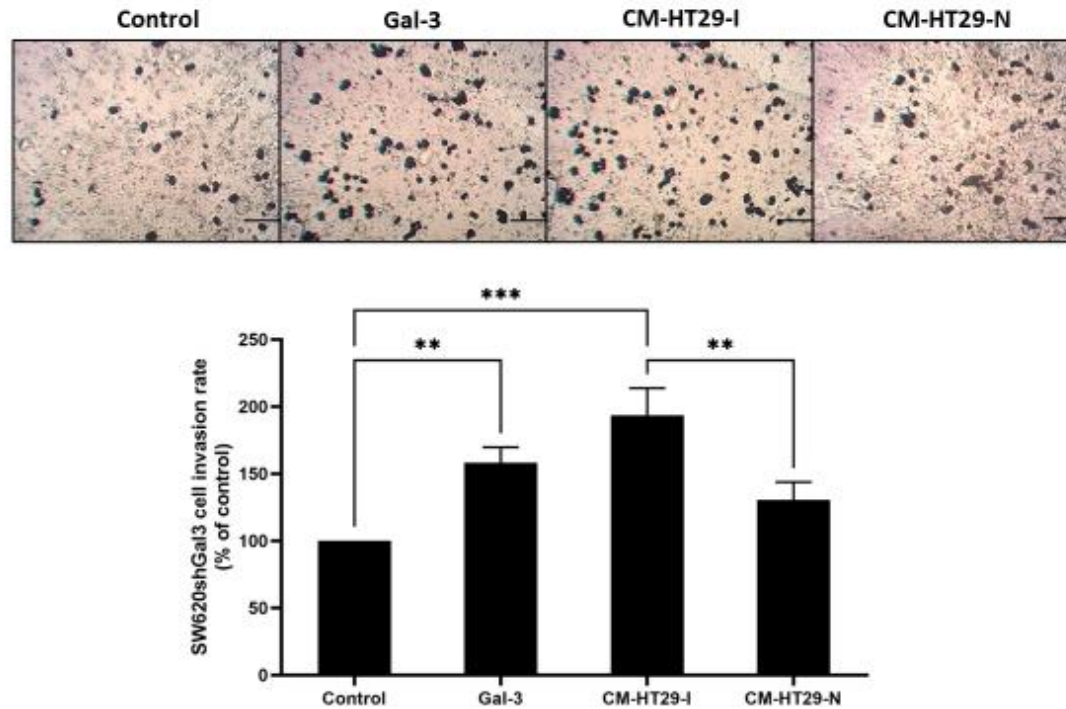 Control Gal-3 CM-HT29-I CM-HT29-N
***
** **
250
200
150
100
50
0
SW620shGal3 cell invasion rate
(% of control)
Control Gal-3 CM-HT29-I CM-HT29-N